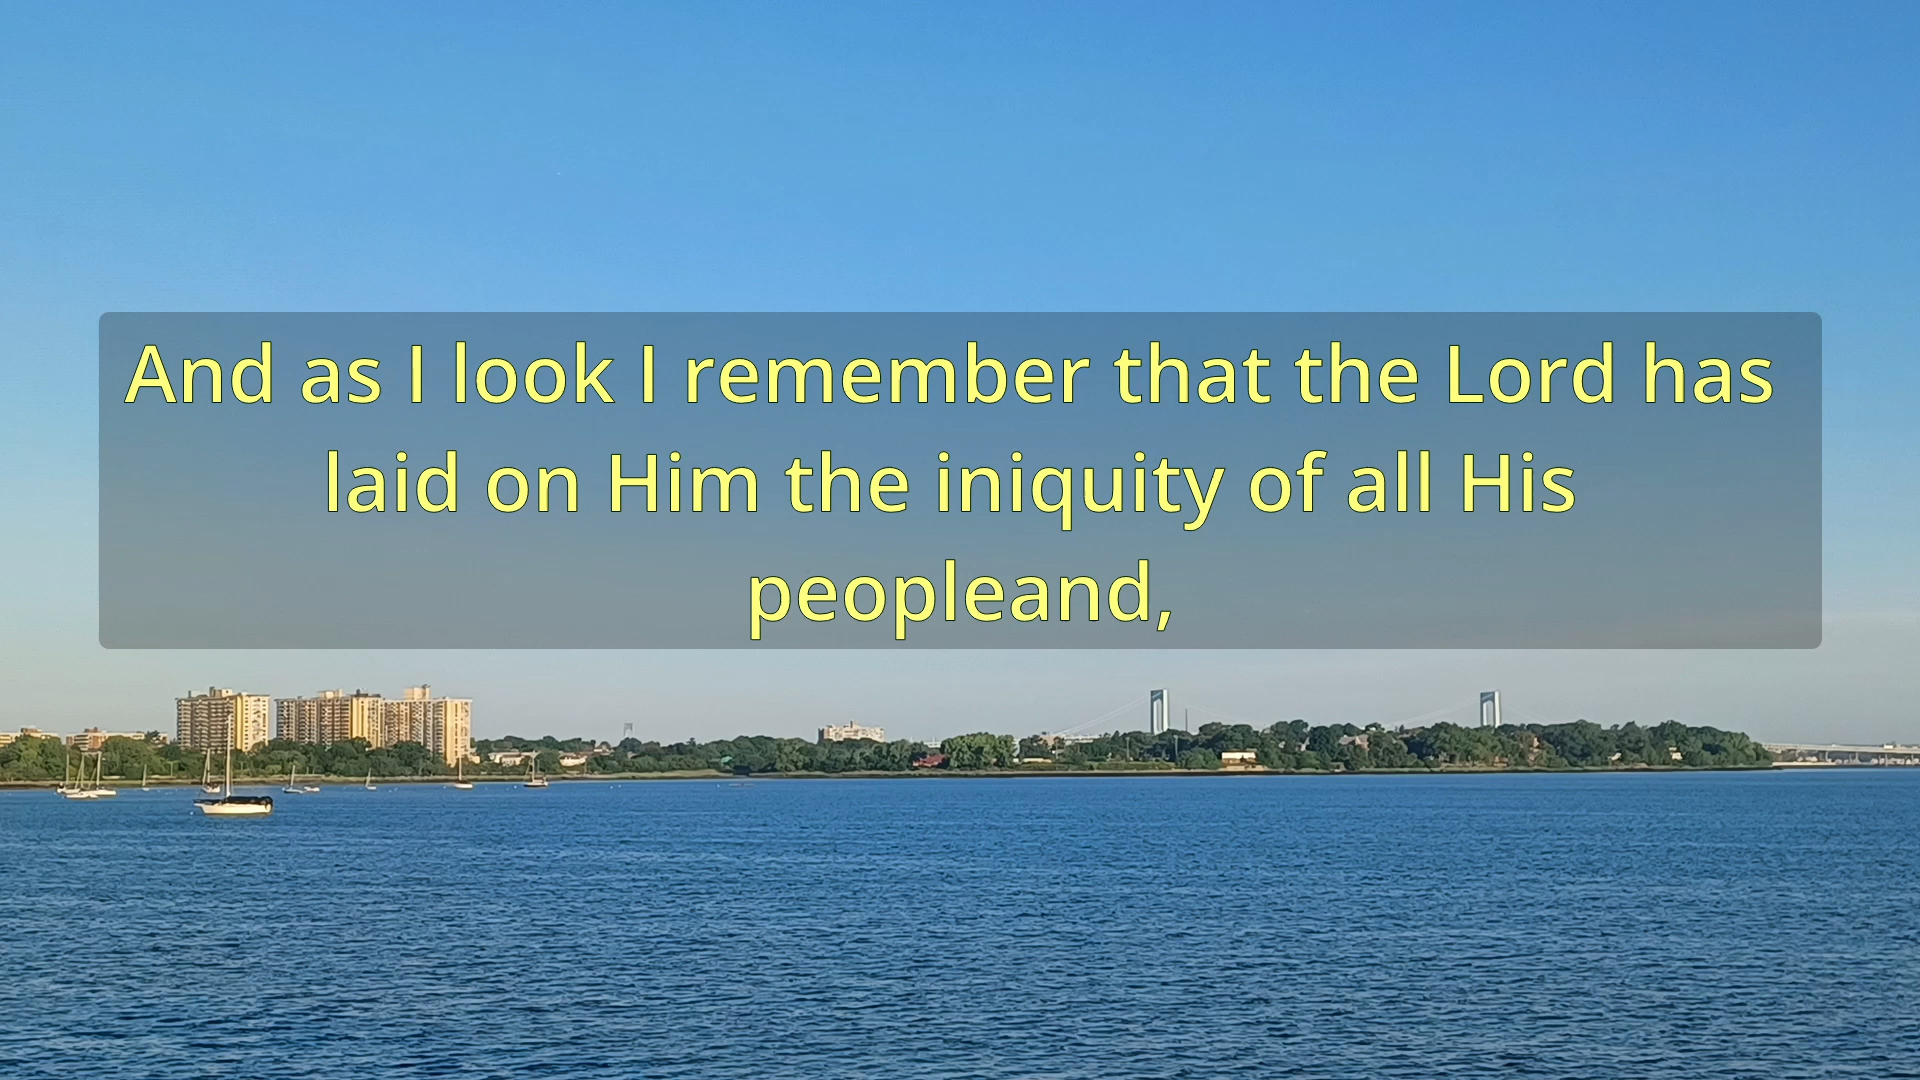 And as I look I remember that the Lord has
laid on Him the iniquity of all His
peopleand,